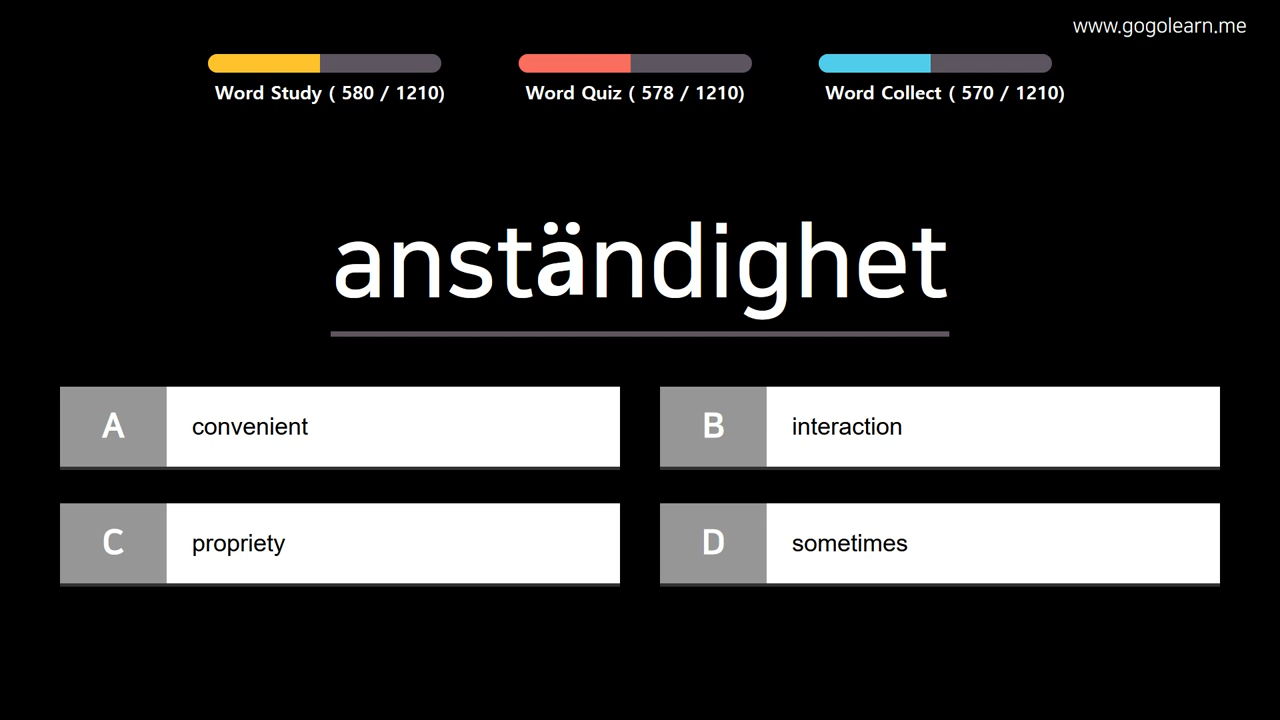 www.gogolearn.me
Word Study ( 580 / 1210)
Word Quiz ( 578 / 1210)
Word Collect ( 570 / 1210)
anständighet
A convenient
B interaction
C propriety
D sometimes